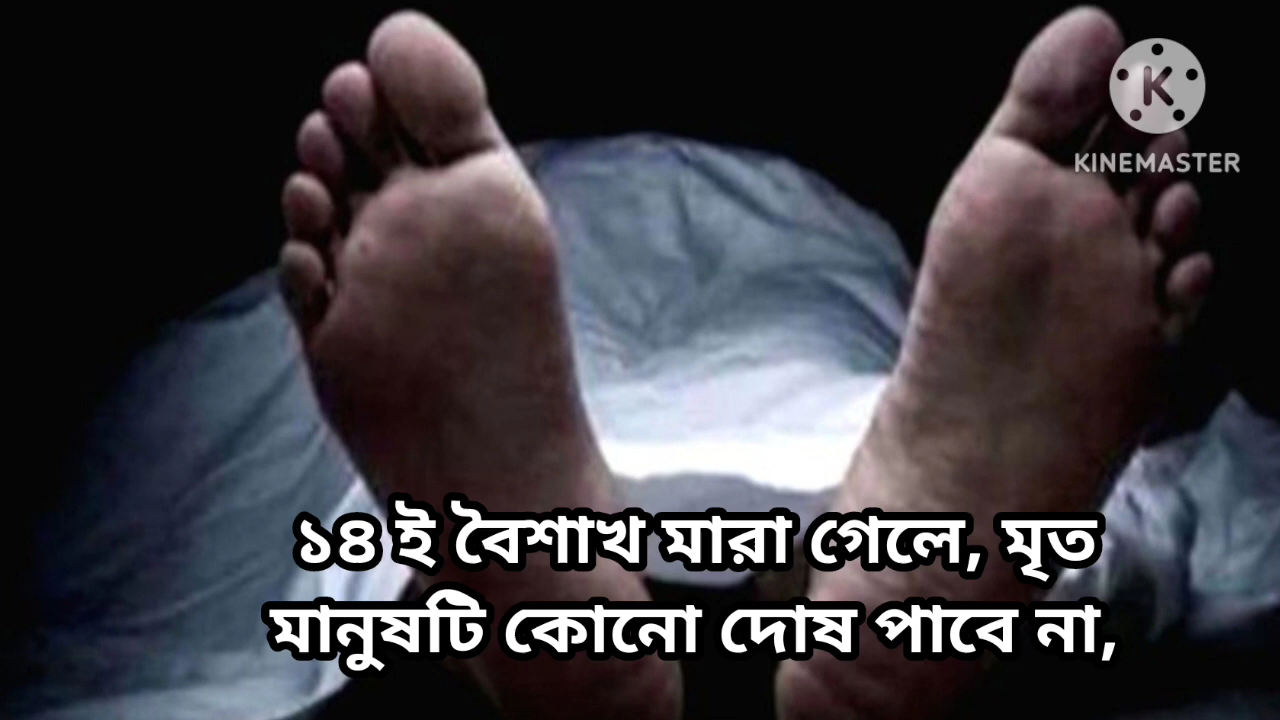 KINEMASTER
১৪ ই বৈশাখ মারা গেলে, মৃত
মানুষটি কোনো দোষ পাবে না,